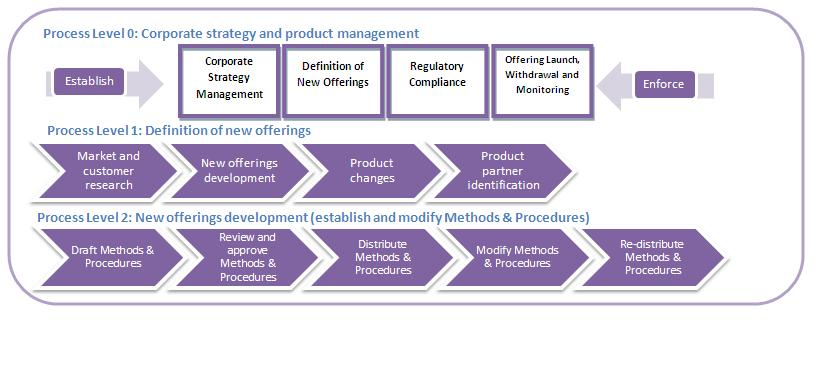 Process Level 0: Corporate strategy and product management
Establish
Corporate
Strategy
Management
Definition of
New Offerings
Regulatory
Compliance
Offering Launch,
Withdrawal and
Monitoring
Enforce
Process Level 1: Definition of new offerings
Market and
customer
research
New offerings
development
Product
changes
Product
partner
identification
Process Level 2: New offerings development (establish and modify Methods & Procedures)
Draft Methods &
Procedures
Review and
approve
Methods &
Procedures
Distribute
Methods &
Procedures
Modify Methods
& Procedures
Re-distribute
Methods &
Procedures